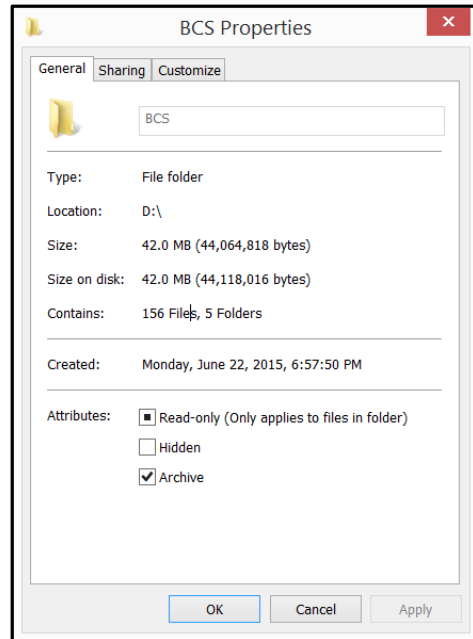 BCS Properties
General Sharing Customize
BCS
Type: File folder
Location: D:\
Size: 42.0 MB (44,064,818 bytes)
Size on disk: 42.0 MB (44,118,016 bytes)
Contains: 156 Files, 5 Folders
Created: Monday, June 22, 2015, 6:57:50 PM
Attributes: Read-only (Only applies to files in folder)
Hidden
Archive
OK Cancel Apply